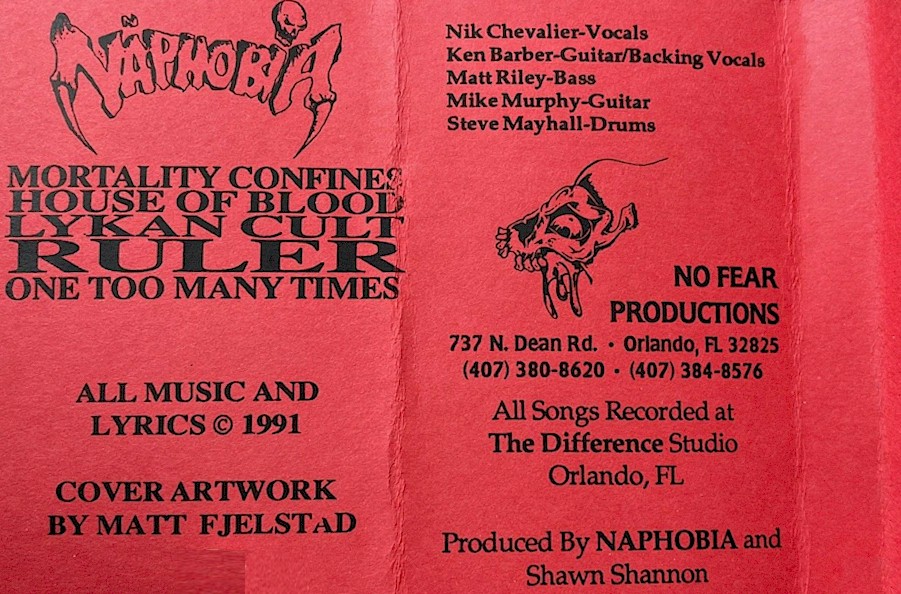 NÄPHOBIA
MORTALITY CONFINES
HOUSE OF BLOOD
LYKAN CULT
RULER
ONE TOO MANY TIMES
ALL MUSIC AND
LYRICS © 1991
COVER ARTWORK
BY MATT FJELSTAD
Nik Chevalier-Vocals
Ken Barber-Guitar/Backing Vocals
Matt Riley-Bass
Mike Murphy-Guitar
Steve Mayhall-Drums
NO FEAR
PRODUCTIONS
737 N. Dean Rd. • Orlando, FL 32825
(407) 380-8620 • (407) 384-8576
All Songs Recorded at
The Difference Studio
Orlando, FL
Produced By NAPHOBIA and
Shawn Shannon